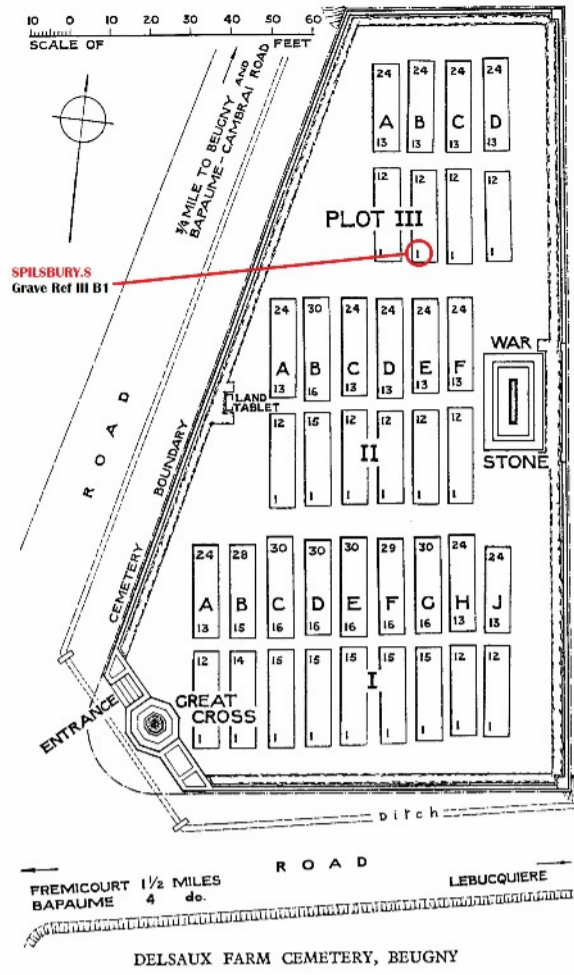 10 0 10 20 30 40 50 60
SCALE OF FEET
3/4 MILE TO BEUGNY AND
BAPAUME - CAMBRAI ROAD
24 24 24 24
A B C D
13 13 13 13
12 12 12 12
PLOT III
1 1 1 1
SPILSBURY.S
Grave Ref III B1
24 30 24 24 24 24
A B C D E F
13 16 13 13 13 13
WAR
STONE
LAND
TABLET
12 15 12 12 12 12
II
1 1 1 1 1 1
ROAD
CEMETERY BOUNDARY
24 28 30 30 30 29 30 24 24
A B C D E F G H J
13 15 16 16 16 16 16 13 13
12 14 15 15 15 15 15 12 12
I
1 1 1 1 1 1 1 1 1
ENTRANCE
GREAT
CROSS
Ditch
ROAD
FREMICOURT 1½ MILES
BAPAUME 4 do.
LEBUCQUIERE
DELSAUX FARM CEMETERY, BEUGNY